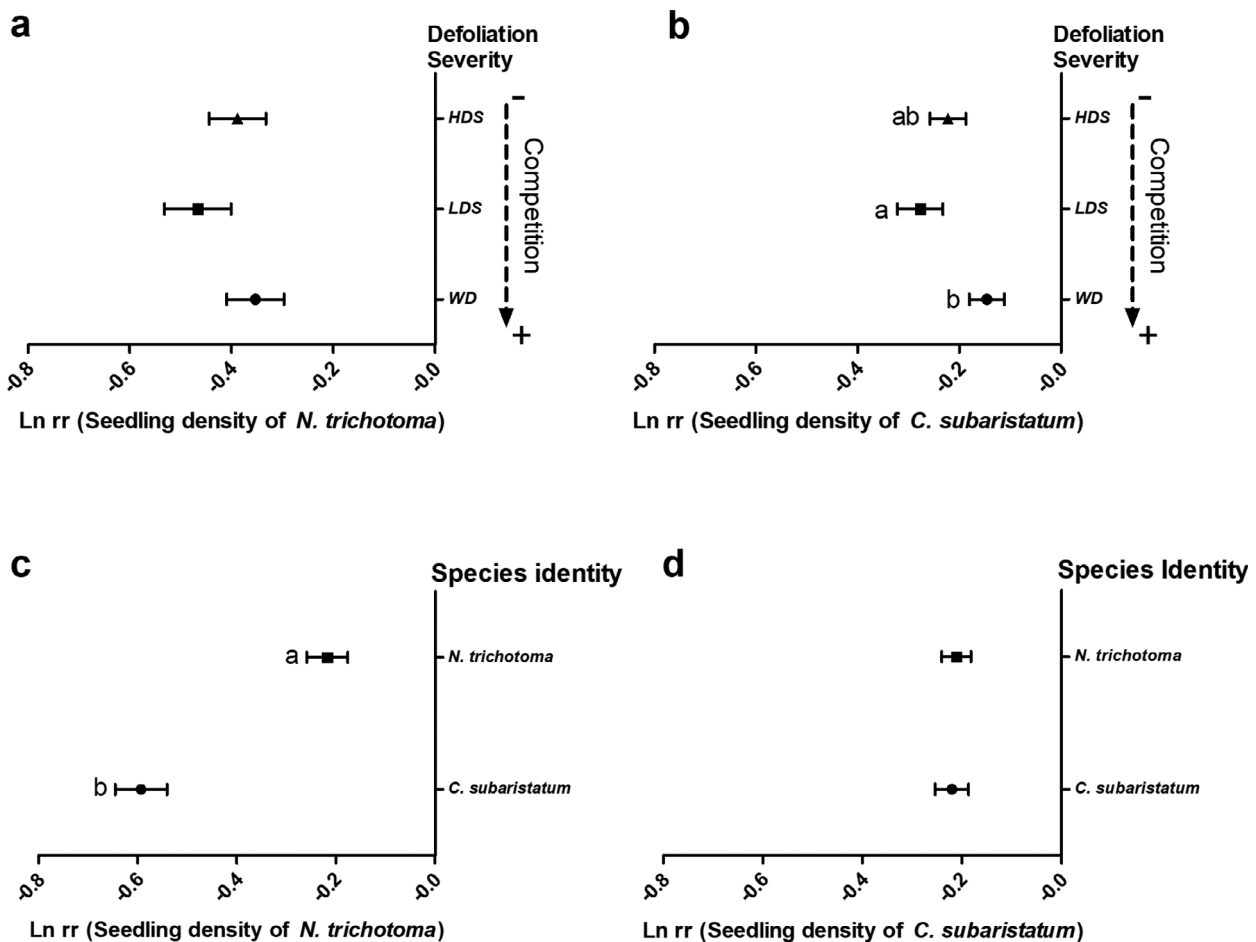 a
Defoliation
Severity
HDS
LDS
WD
-
Competition
+
-0.8
-0.6
-0.4
-0.2
-0.0
Ln rr (Seedling density of N. trichotoma)
b
Defoliation
Severity
ab
HDS
a
LDS
b
WD
-
Competition
+
-0.8
-0.6
-0.4
-0.2
-0.0
Ln rr (Seedling density of C. subaristatum)
c
Species identity
a
N. trichotoma
b
C. subaristatum
-0.8
-0.6
-0.4
-0.2
-0.0
Ln rr (Seedling density of N. trichotoma)
d
Species Identity
N. trichotoma
C. subaristatum
-0.8
-0.6
-0.4
-0.2
-0.0
Ln rr (Seedling density of C. subaristatum)